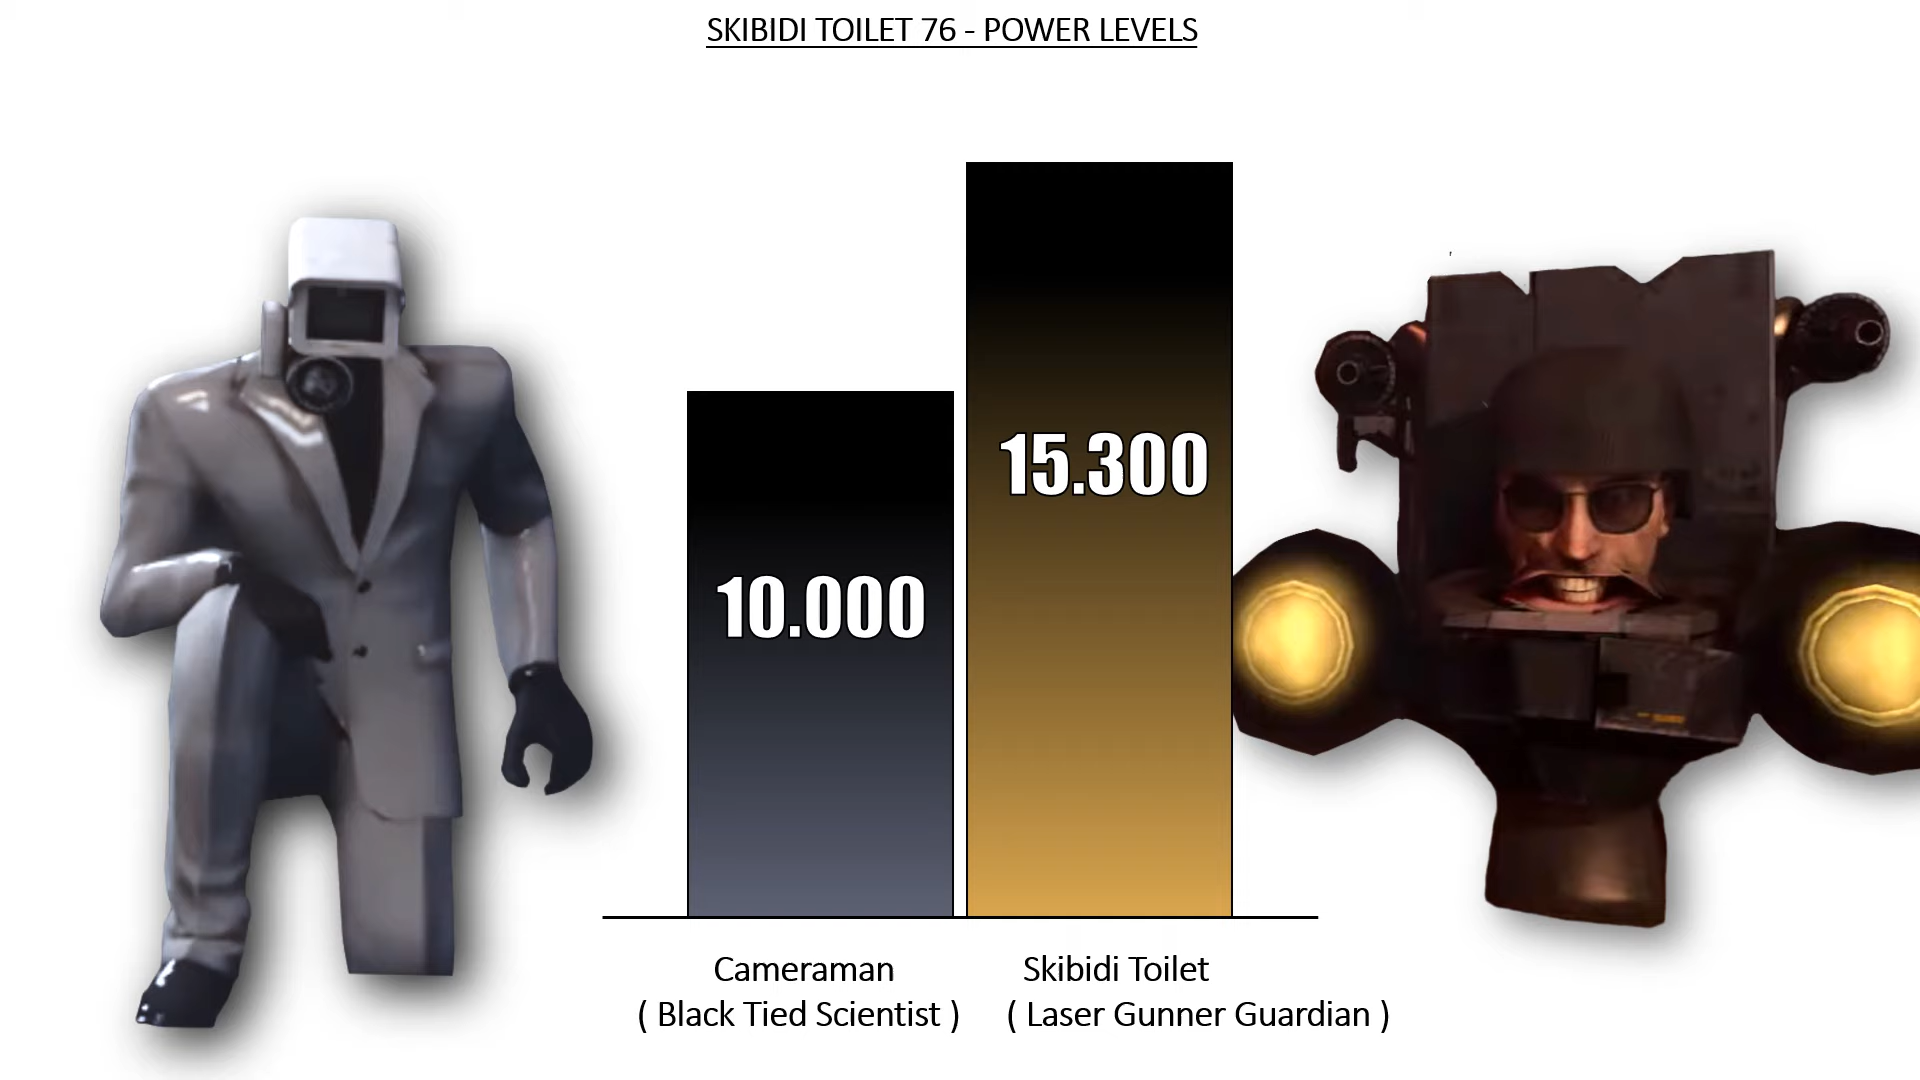 SKIBIDI TOILET 76 - POWER LEVELS
15.300
10.000
Cameraman
( Black Tied Scientist )
Skibidi Toilet
( Laser Gunner Guardian )